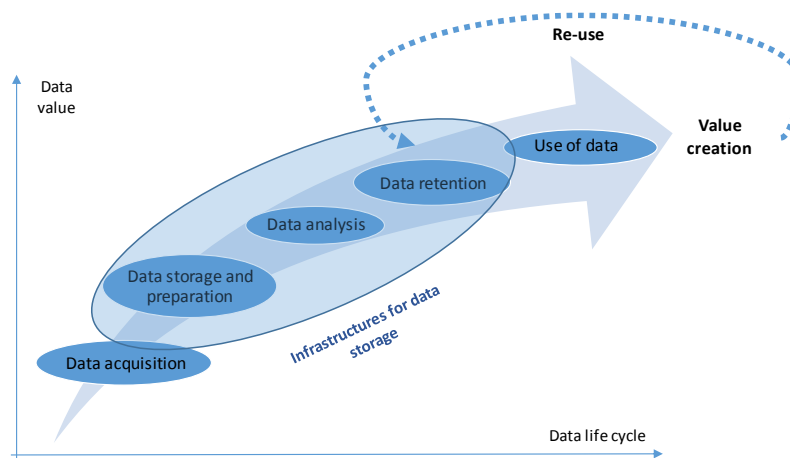 Re-use
Data
value
Value
creation
Use of data
Data retention
Data analysis
Data storage and
preparation
Infrastructures for data
storage
Data acquisition
Data life cycle